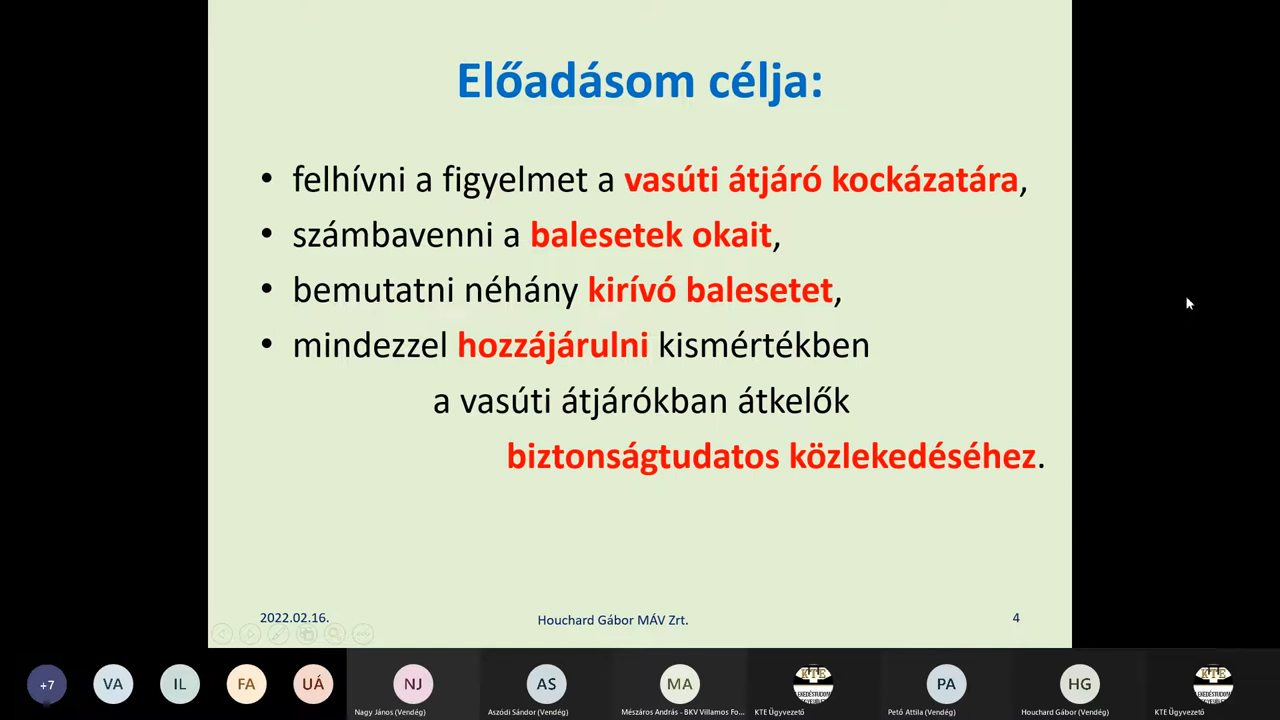 Előadásom célja:
• felhívni a figyelmet a vasúti átjáró kockázatára,
• számbavenni a balesetek okait,
• bemutatni néhány kirívó balesetet,
• mindezzel hozzájárulni kismértékben
a vasúti átjárókban átkelők
biztonságtudatos közlekedéséhez.
2022.02.16.
Houchard Gábor MÁV Zrt.
4
+7
VA
IL
FA
UÁ
NJ
AS
MA
KTE
PA
HG
KTE
Nagy János (Vendég)
Aszódi Sándor (Vendég)
Mészáros András - BKV Villamos Fo...
KTE Ügyvezető
Pető Attila (Vendég)
Houchard Gábor (Vendég)
KTE Ügyvezető